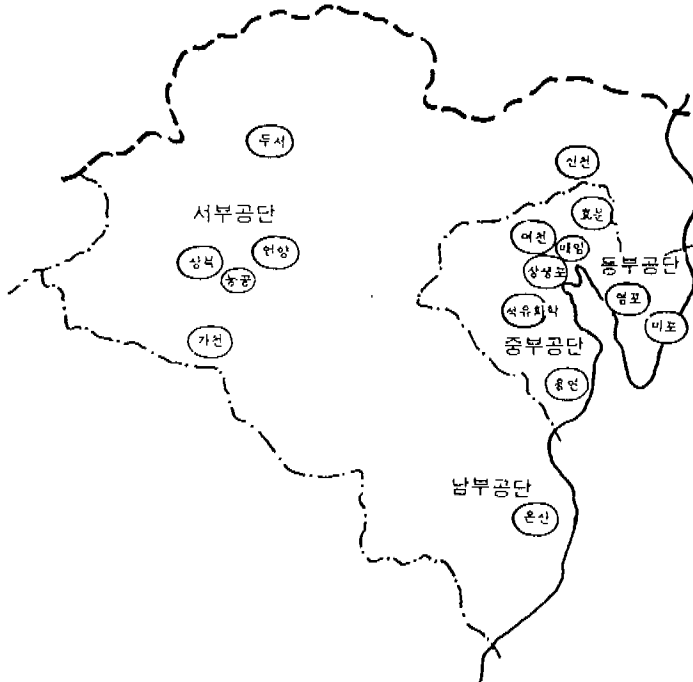 두서
신천
서부공단
효문
여천
매암
언양
상북
동부공단
장생포
농공
염포
석유화학
미포
가천
중부공단
용연
남부공단
온산